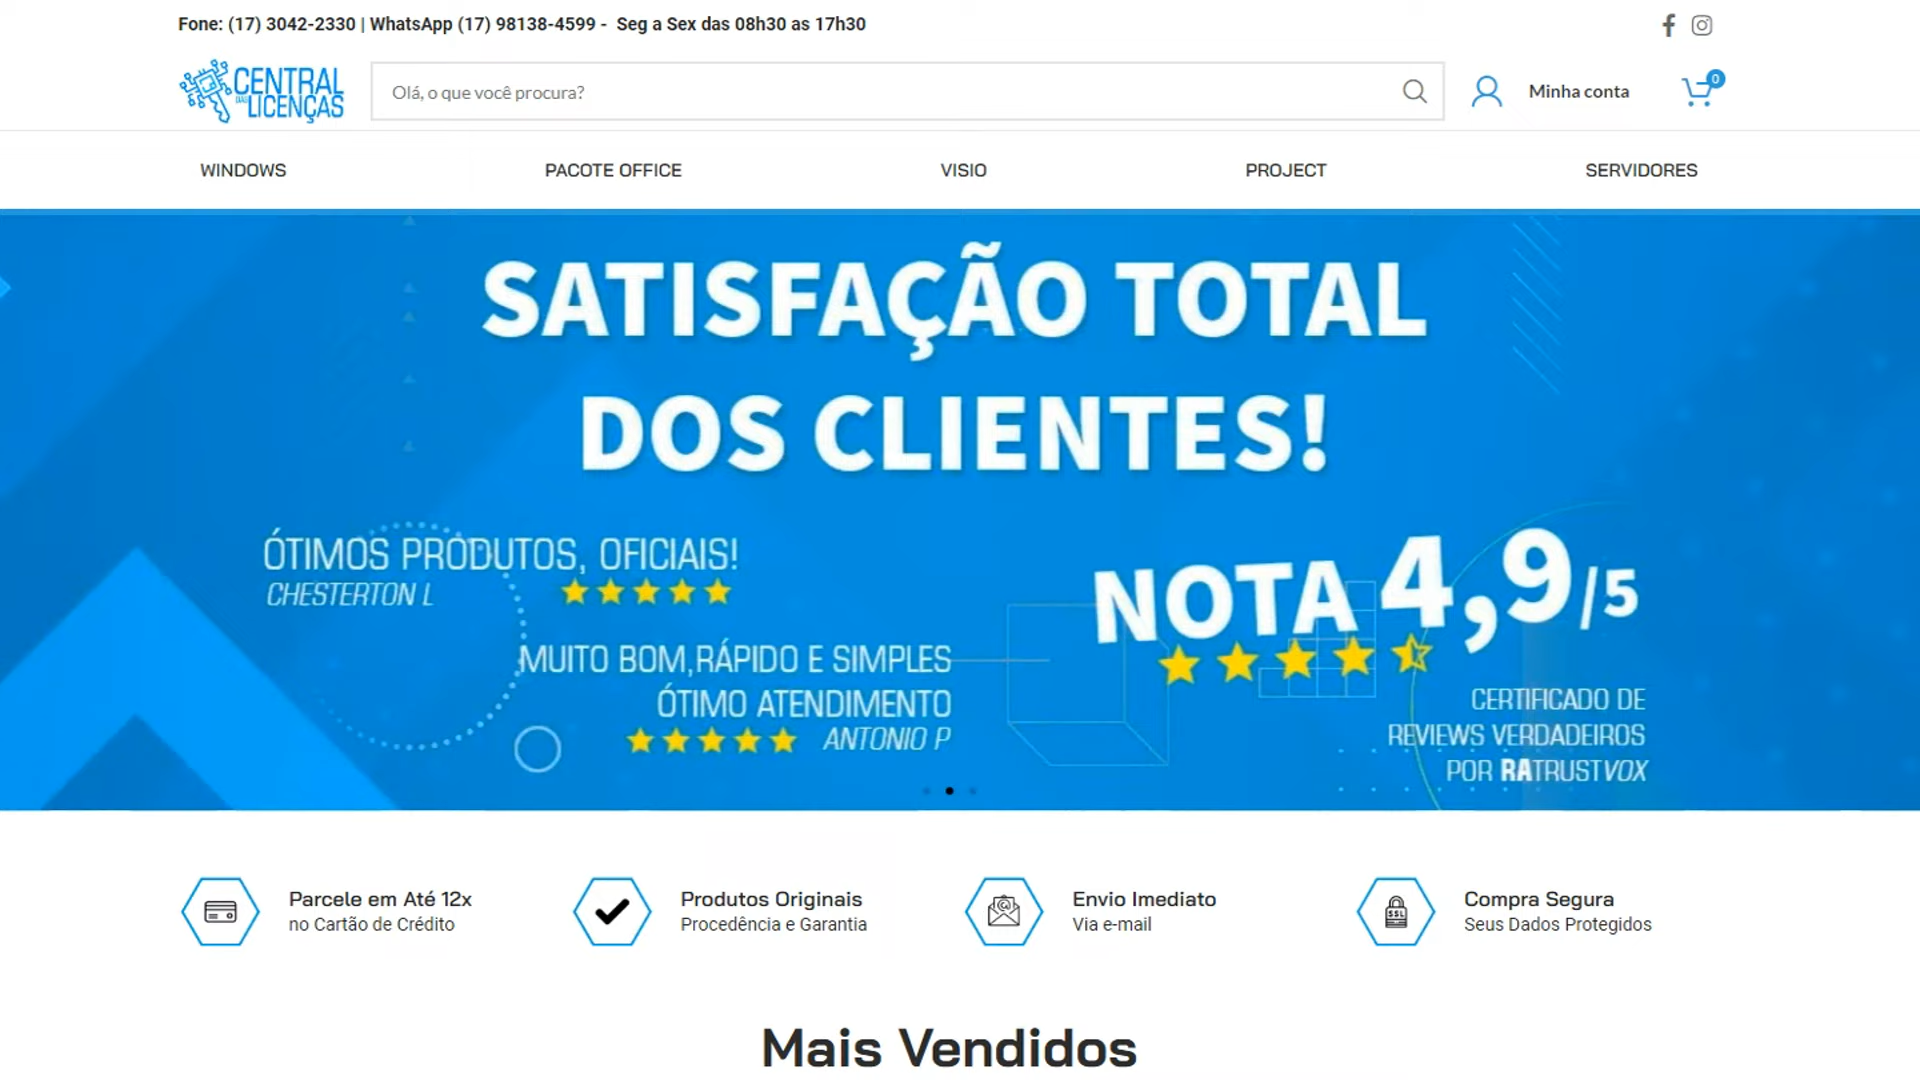 Fone: (17) 3042-2330 | WhatsApp (17) 98138-4599 - Seg a Sex das 08h30 as 17h30
CENTRAL
DAS
LICENÇAS
Olá, o que você procura?
Minha conta
0
WINDOWS
PACOTE OFFICE
VISIO
PROJECT
SERVIDORES
SATISFAÇÃO TOTAL
DOS CLIENTES!
ÓTIMOS PRODUTOS, OFICIAIS!
CHESTERTON L
MUITO BOM,RÁPIDO E SIMPLES
ÓTIMO ATENDIMENTO
ANTONIO P
NOTA 4,9/5
CERTIFICADO DE
REVIEWS VERDADEIROS
POR RATRUSTVOX
Parcele em Até 12x
no Cartão de Crédito
Produtos Originais
Procedência e Garantia
Envio Imediato
Via e-mail
SSL
Compra Segura
Seus Dados Protegidos
Mais Vendidos